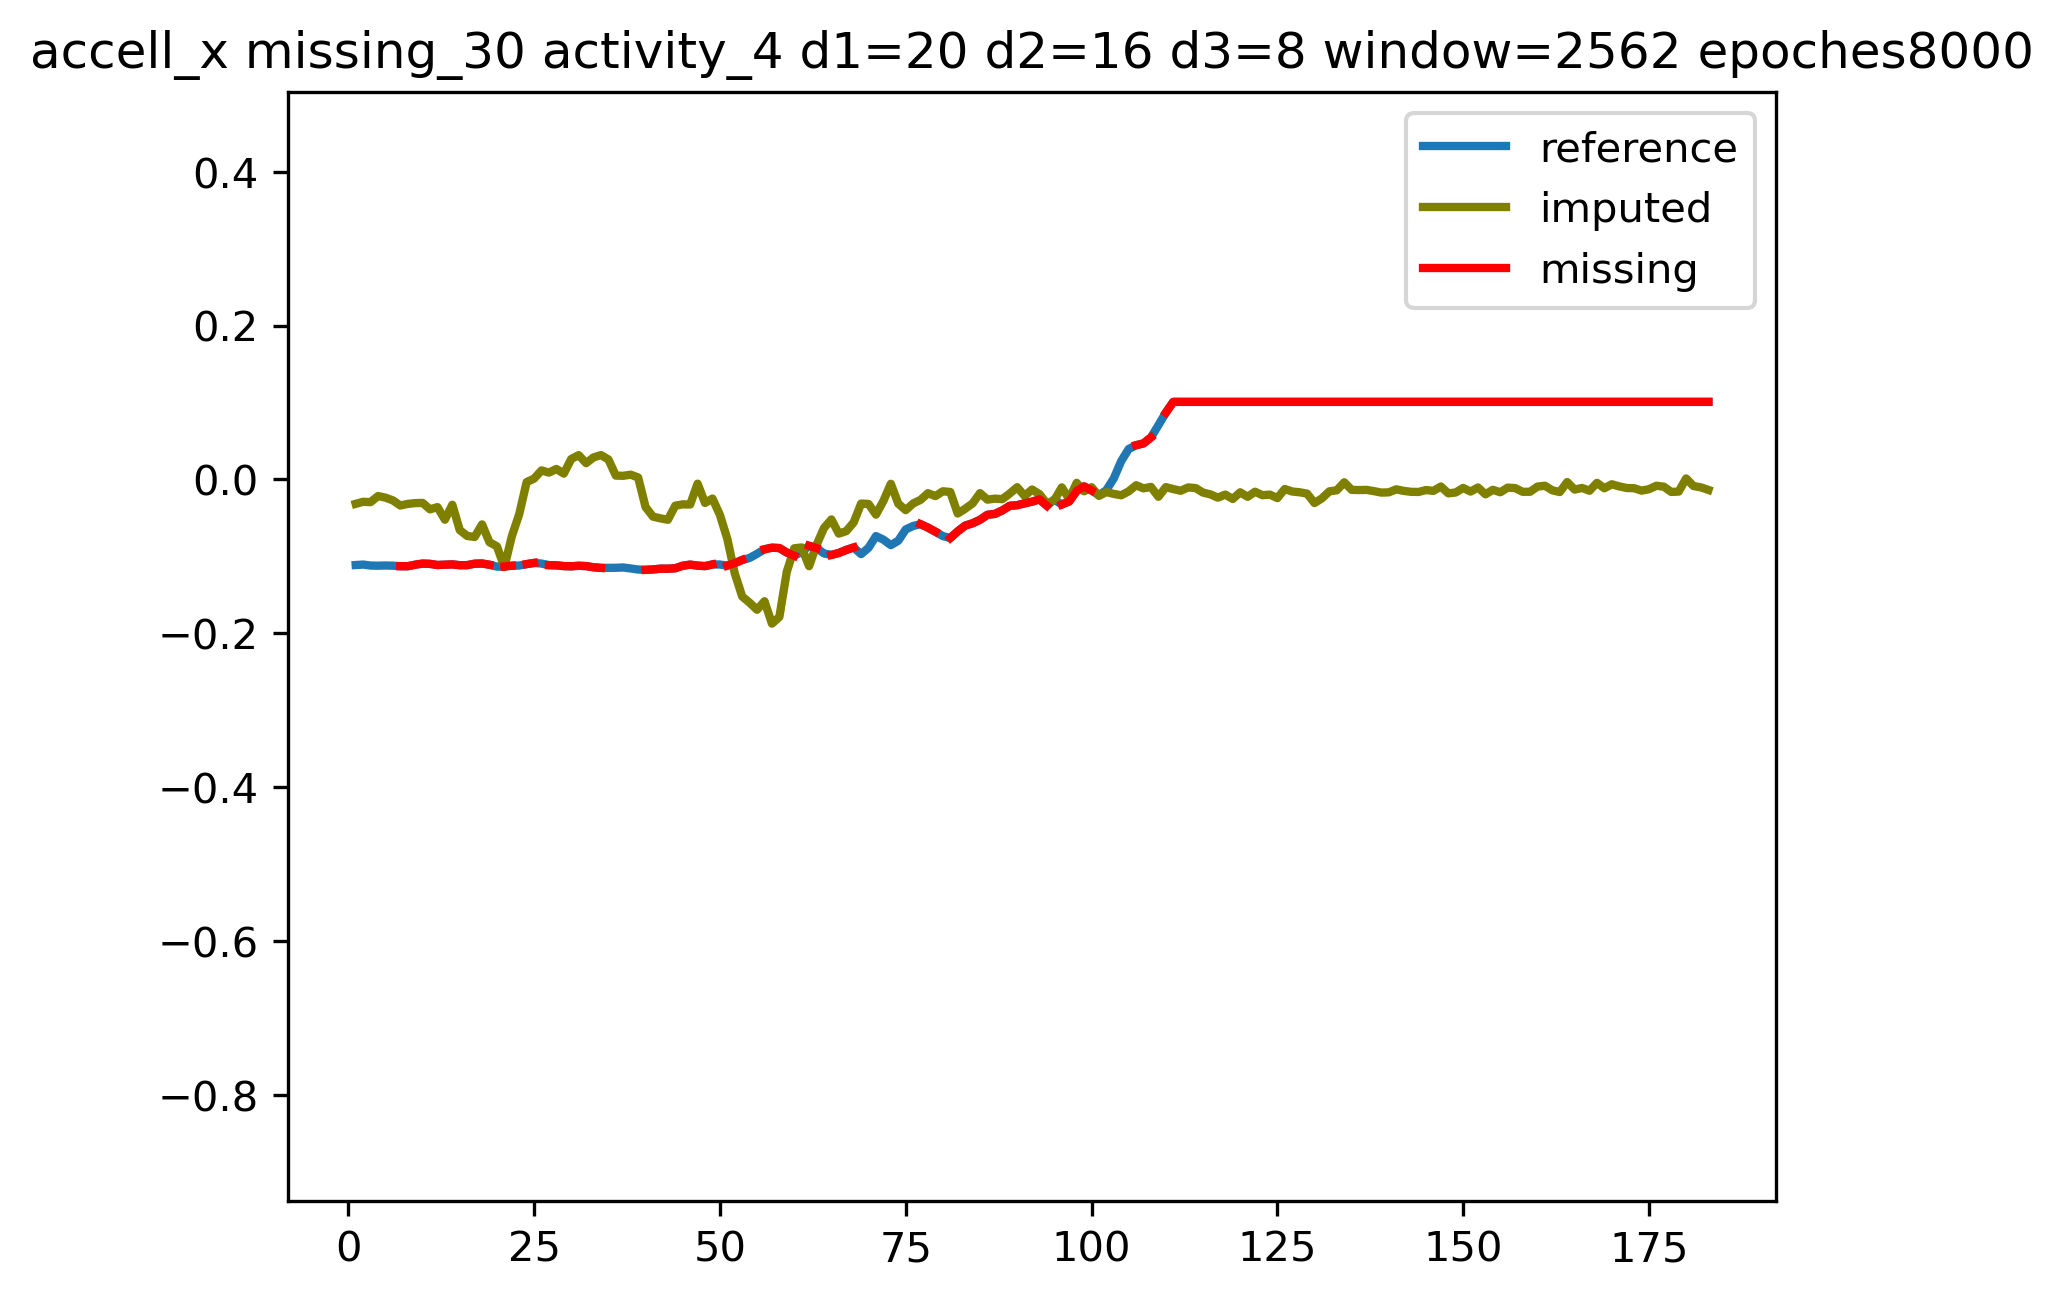 accell_x missing_30 activity_4 d1=20 d2=16 d3=8 window=2562 epoches8000
reference
imputed
missing
0.4
0.2
0.0
−0.2
−0.4
−0.6
−0.8
0 25 50 75 100 125 150 175